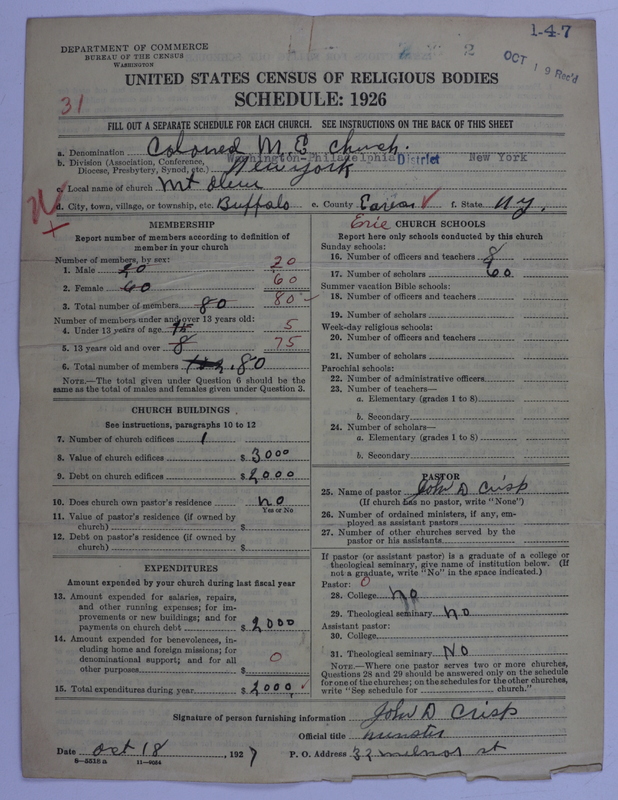 1-4-7
DEPARTMENT OF COMMERCE
BUREAU OF THE CENSUS
WASHINGTON
2
OCT 19 Rec'd
UNITED STATES CENSUS OF RELIGIOUS BODIES
31
SCHEDULE: 1926
FILL OUT A SEPARATE SCHEDULE FOR EACH CHURCH. SEE INSTRUCTIONS ON THE BACK OF THIS SHEET
a. Denomination Colored M. E Church.
b. Division (Association, Conference, Washington-Philadelphia District New York
Diocese, Presbytery, Synod, etc.) New York
c. Local name of church Mt Olive
d. City, town, village, or township, etc. Buffalo e. County f. State N.Y.
Erie
MEMBERSHIP
Report number of members according to definition of
member in your church
Number of members, by sex:
1. Male 20 20
2. Female 60 60
3. Total number of members 80 80
Number of members under and over 13 years old:
4. Under 13 years of age 5
5. 13 years old and over 8 75
6. Total number of members 80
NOTE.—The total given under Question 6 should be
same as the total of males and females given under Question 3.
CHURCH BUILDINGS
See instructions, paragraphs 10 to 12
7. Number of church edifices 1
8. Value of church edifices $ 3000
9. Debt on church edifices $ 2000
10. Does church own pastor's residence no
Yes or No
11. Value of pastor's residence (if owned by
church) $
12. Debt on pastor's residence (if owned by
church) $
EXPENDITURES
Amount expended by your church during last fiscal year
13. Amount expended for salaries, repairs,
and other running expenses; for im-
provements or new buildings; and for
payments on church debt $ 2000
14. Amount expended for benevolences, in-
cluding home and foreign missions; for
denominational support; and for all
other purposes $ 0
15. Total expenditures during year $ 2000
CHURCH SCHOOLS
Report here only schools conducted by this church
Sunday schools:
16. Number of officers and teachers 8
17. Number of scholars 60
Summer vacation Bible schools:
18. Number of officers and teachers
19. Number of scholars
Week-day religious schools:
20. Number of officers and teachers
21. Number of scholars
Parochial schools:
22. Number of administrative officers
23. Number of teachers—
a. Elementary (grades 1 to 8)
b. Secondary
24. Number of scholars—
a. Elementary (grades 1 to 8)
b. Secondary
PASTOR
25. Name of pastor John D Crisp
(If church has no pastor, write "None")
26. Number of ordained ministers, if any, em-
ployed as assistant pastors
27. Number of other churches served by the
pastor or his assistants
If pastor (or assistant pastor) is a graduate of a college or
theological seminary, give name of institution below. (If
not a graduate, write "No" in the space indicated.)
Pastor: 0
28. College no
29. Theological seminary no
Assistant pastor:
30. College
31. Theological seminary No
NOTE.—Where one pastor serves two or more churches,
Questions 28 and 29 should be answered only on the schedule
for one of the churches; on the schedules for the other churches,
write "See schedule for church."
Signature of person furnishing information John D Crisp
Official title minister
Date Oct 18, 1927 P. O. Address 32 milnor st
8-5518a 11-9054